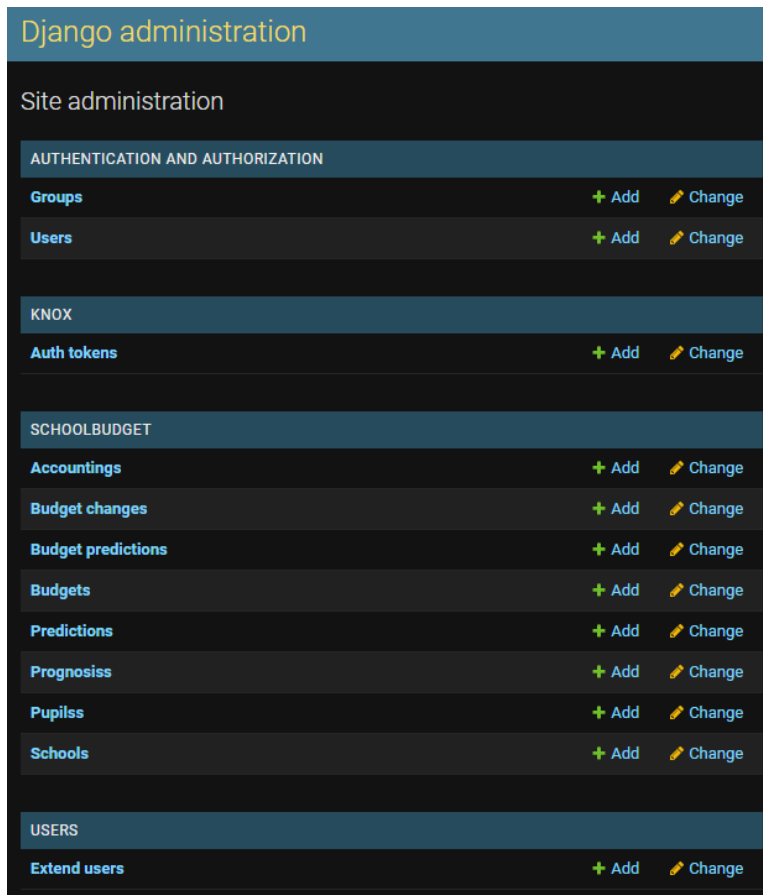 Django administration
Site administration
AUTHENTICATION AND AUTHORIZATION
Groups Add Change
Users Add Change
KNOX
Auth tokens Add Change
SCHOOLBUDGET
Accountings Add Change
Budget changes Add Change
Budget predictions Add Change
Budgets Add Change
Predictions Add Change
Prognosiss Add Change
Pupilss Add Change
Schools Add Change
USERS
Extend users Add Change